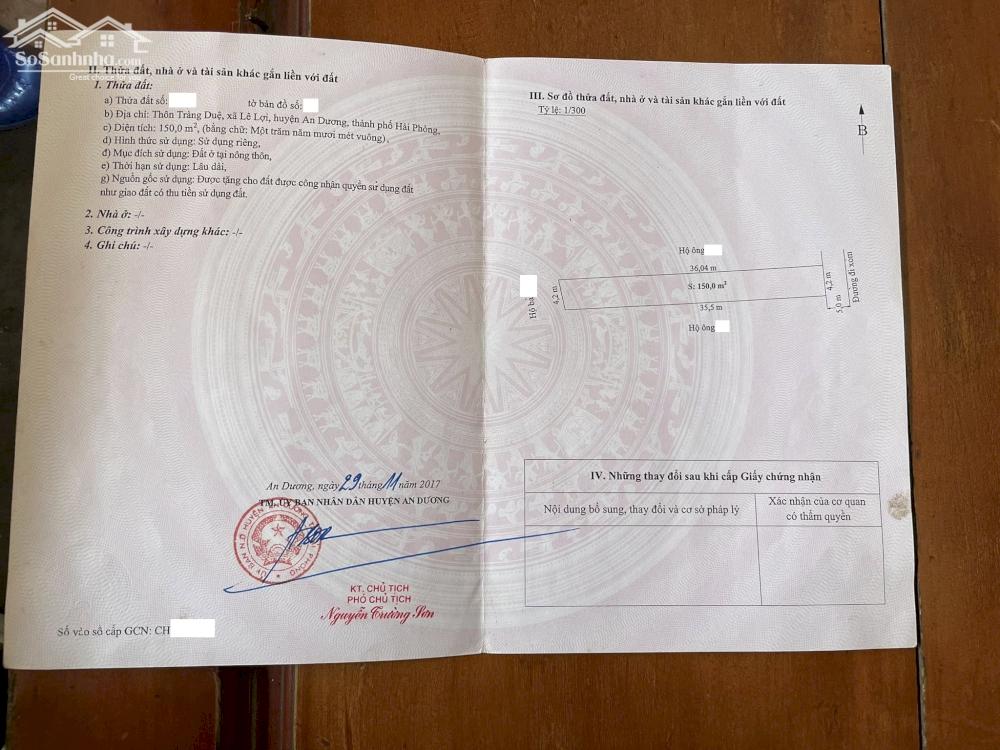 SoSanhnha.com
Great choice for you
II. Thửa đất, nhà ở và tài sản khác gắn liền với đất
1. Thửa đất:
a) Thửa đất số: tờ bản đồ số:
b) Địa chỉ: Thôn Tràng Duệ, xã Lê Lợi, huyện An Dương, thành phố Hải Phòng,
c) Diện tích: 150,0 m², (bằng chữ: Một trăm năm mươi mét vuông),
d) Hình thức sử dụng: Sử dụng riêng,
đ) Mục đích sử dụng: Đất ở tại nông thôn,
e) Thời hạn sử dụng: Lâu dài,
g) Nguồn gốc sử dụng: Được tặng cho đất được công nhận quyền sử dụng đất
như giao đất có thu tiền sử dụng đất.
2. Nhà ở: -/-
3. Công trình xây dựng khác: -/-
4. Ghi chú: -/-
An Dương, ngày 29 tháng 11 năm 2017
TM. ỦY BAN NHÂN DÂN HUYỆN AN DƯƠNG
KT. CHỦ TỊCH
PHÓ CHỦ TỊCH
Nguyễn Trường Sơn
Số vào sổ cấp GCN: CH
III. Sơ đồ thửa đất, nhà ở và tài sản khác gắn liền với đất
Tỷ lệ: 1/300
B
Hộ ông
36,04 m
Hộ bà
4,2 m
S: 150,0 m²
4,2 m
5,0 m
Đường đi xóm
35,5 m
Hộ ông
IV. Những thay đổi sau khi cấp Giấy chứng nhận
Nội dung bổ sung, thay đổi và cơ sở pháp lý
Xác nhận của cơ quan
có thẩm quyền